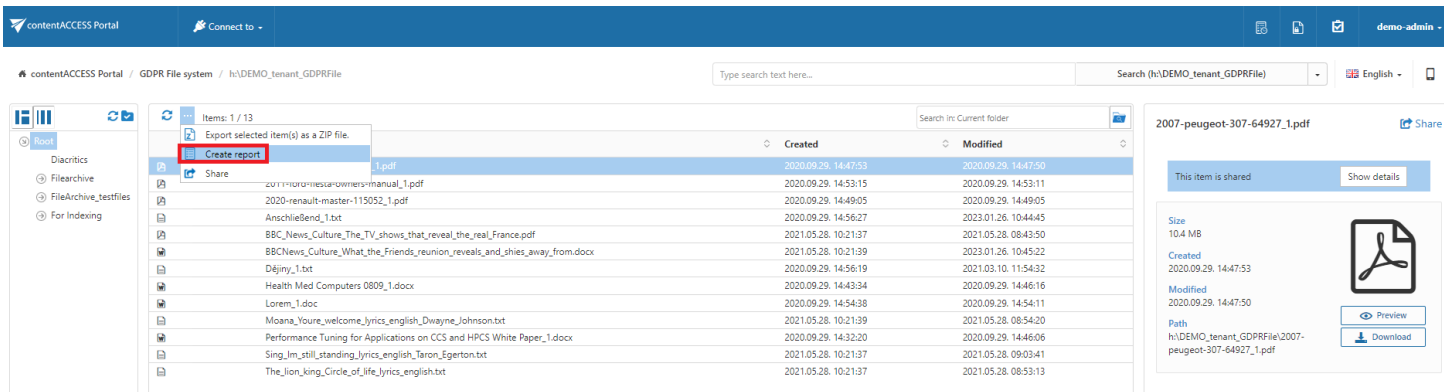 contentACCESS Portal
Connect to
demo-admin
contentACCESS Portal / GDPR File system / h:\DEMO_tenant_GDPRFile
Type search text here...
Search (h:\DEMO_tenant_GDPRFile)
English
Root
Diacritics
Filearchive
FileArchive_testfiles
For Indexing
Items: 1 / 13
Search in: Current folder
Export selected item(s) as a ZIP file.
Create report
Share
Created
Modified
_1.pdf 2020.09.29. 14:47:53 2020.09.29. 14:47:50
2011-ford-fiesta-owners-manual_1.pdf 2020.09.29. 14:53:15 2020.09.29. 14:53:11
2020-renault-master-115052_1.pdf 2020.09.29. 14:49:05 2020.09.29. 14:49:05
Anschließend_1.txt 2020.09.29. 14:56:27 2023.01.26. 10:44:45
BBC_News_Culture_The_TV_shows_that_reveal_the_real_France.pdf 2021.05.28. 10:21:37 2021.05.28. 08:43:50
BBCNews_Culture_What_the_Friends_reunion_reveals_and_shies_away_from.docx 2021.05.28. 10:21:39 2023.01.26. 10:45:22
Dějiny_1.txt 2020.09.29. 14:56:19 2021.03.10. 11:54:32
Health Med Computers 0809_1.docx 2020.09.29. 14:43:34 2020.09.29. 14:46:16
Lorem_1.doc 2020.09.29. 14:54:38 2020.09.29. 14:54:11
Moana_Youre_welcome_lyrics_english_Dwayne_Johnson.txt 2021.05.28. 10:21:39 2021.05.28. 08:54:20
Performance Tuning for Applications on CCS and HPCS White Paper_1.docx 2020.09.29. 14:32:20 2020.09.29. 14:46:06
Sing_Im_still_standing_lyrics_english_Taron_Egerton.txt 2021.05.28. 10:21:37 2021.05.28. 09:03:41
The_lion_king_Circle_of_life_lyrics_english.txt 2021.05.28. 10:21:37 2021.05.28. 08:53:13
2007-peugeot-307-64927_1.pdf
Share
This item is shared
Show details
Size
10.4 MB
Created
2020.09.29. 14:47:53
Modified
2020.09.29. 14:47:50
Path
h:\DEMO_tenant_GDPRFile\2007-
peugeot-307-64927_1.pdf
Preview
Download